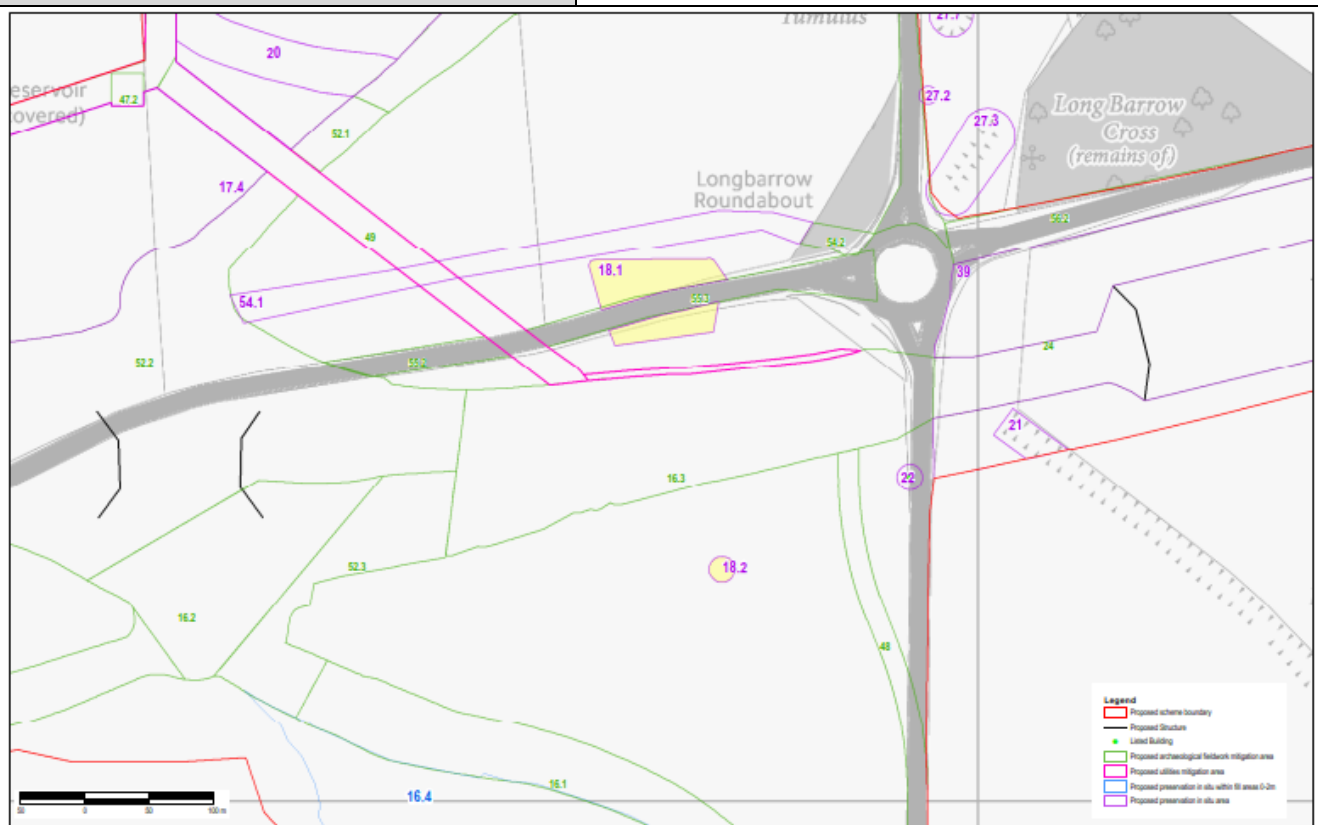 Tumulus
27.7
20
eservoir
overed)
47.2
27.2
27.3
Long Barrow
Cross
(remains of)
52.1
17.4
Longbarrow
Roundabout
49
55.2
54.2
18.1
39
54.1
24
52.2
55.2
21
16.3
22
52.3
18.2
16.2
48
16.1
16.4
50 0 50 100 m
Legend
Proposed scheme boundary
Proposed Structure
Listed Building
Proposed archaeological fieldwork mitigation area
Proposed utilities mitigation area
Proposed preservation in situ within fill areas 0-2m
Proposed preservation in situ area